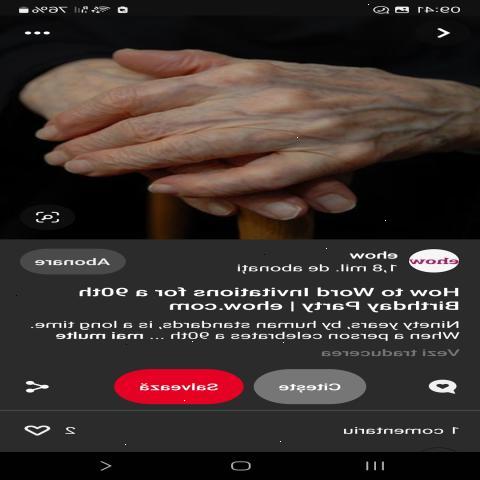 09:41 76%
ehow
ehow
1,8 mil. de abonați
Abonare
How to Word Invitations for a 90th
Birthday Party | ehow.com
Ninety years, by human standards, is a long time.
When a person celebrates a 90th ... mai multe
Vezi traducerea
Citește
Salvează
1 comentariu
2